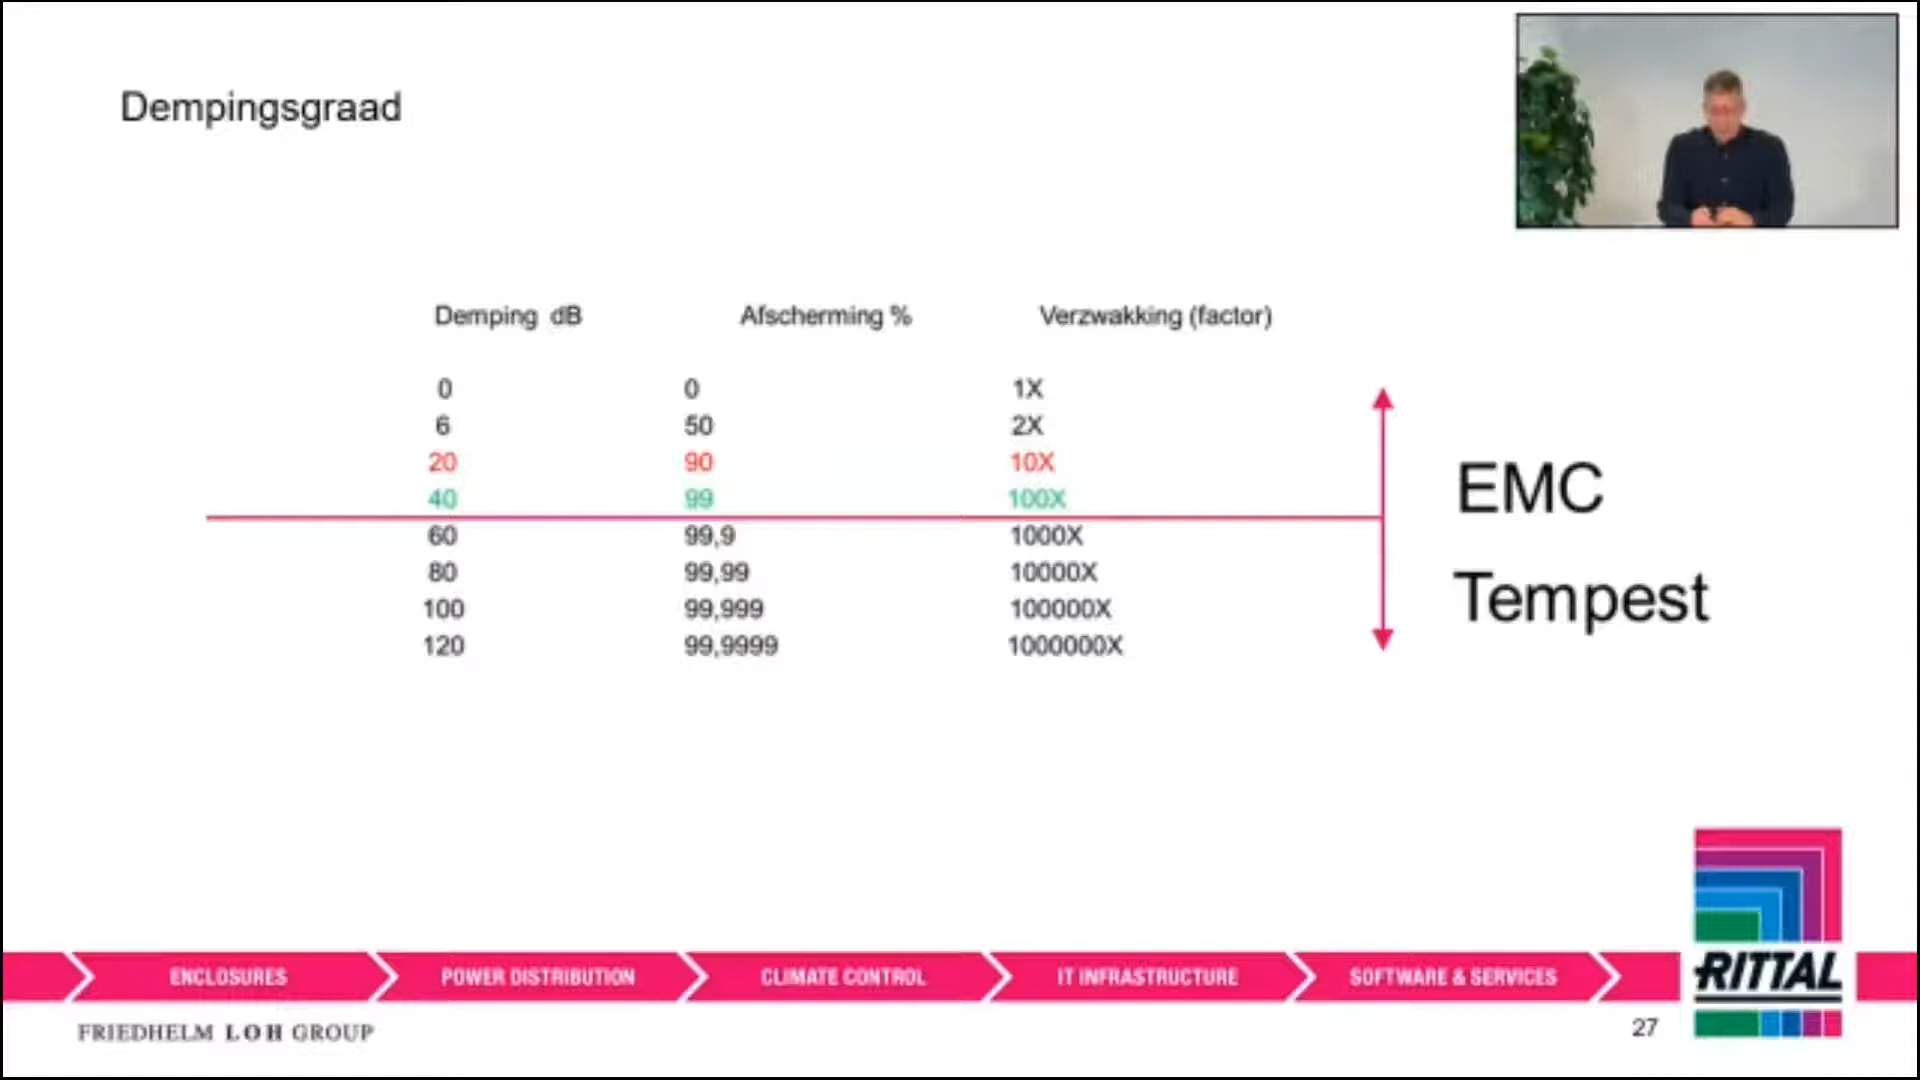 Dempingsgraad
Demping dB Afscherming % Verzwakking (factor)
0 0 1X
6 50 2X
20 90 10X
40 99 100X
60 99,9 1000X
80 99,99 10000X
100 99,999 100000X
120 99,9999 1000000X
EMC
Tempest
ENCLOSURES POWER DISTRIBUTION CLIMATE CONTROL IT INFRASTRUCTURE SOFTWARE & SERVICES
RITTAL
FRIEDHELM LOH GROUP
27